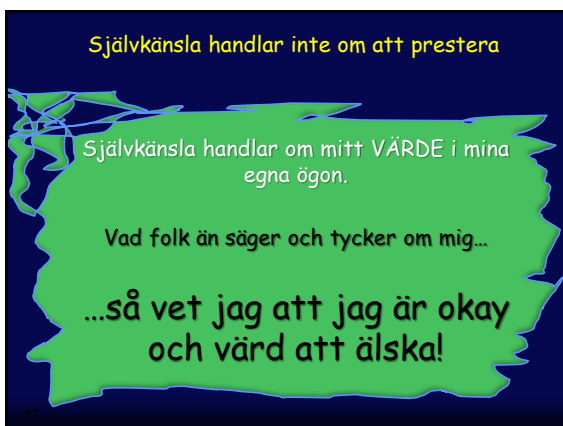 Självkänsla handlar inte om att prestera
Självkänsla handlar om mitt VÄRDE i mina
egna ögon.
Vad folk än säger och tycker om mig…
...så vet jag att jag är okay
och värd att älska!
57